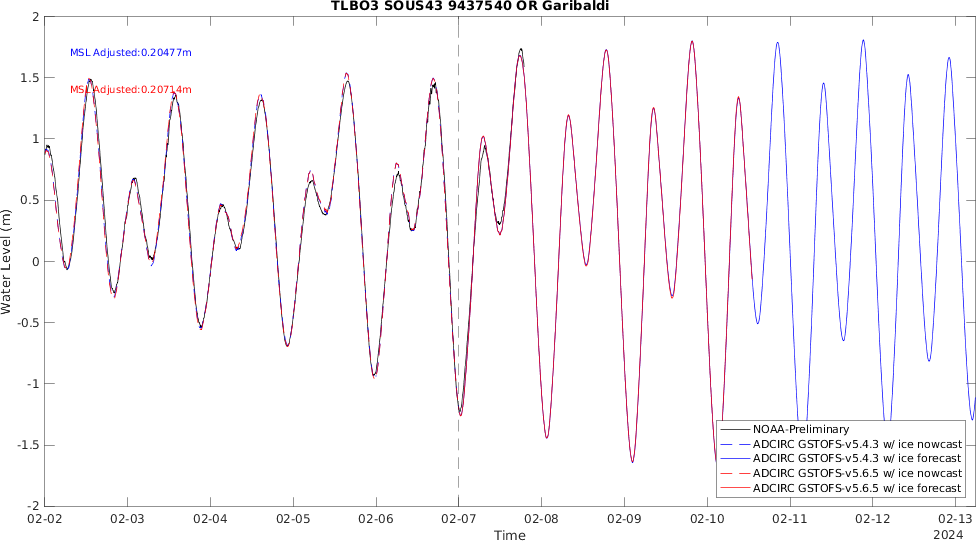 TLBO3 SOUS43 9437540 OR Garibaldi
MSL Adjusted:0.20477m
MSL Adjusted:0.20714m
Water Level (m)
2
1.5
1
0.5
0
-0.5
-1
-1.5
-2
NOAA-Preliminary
ADCIRC GSTOFS-v5.4.3 w/ ice nowcast
ADCIRC GSTOFS-v5.4.3 w/ ice forecast
ADCIRC GSTOFS-v5.6.5 w/ ice nowcast
ADCIRC GSTOFS-v5.6.5 w/ ice forecast
02-02 02-03 02-04 02-05 02-06 02-07 02-08 02-09 02-10 02-11 02-12 02-13
Time
2024